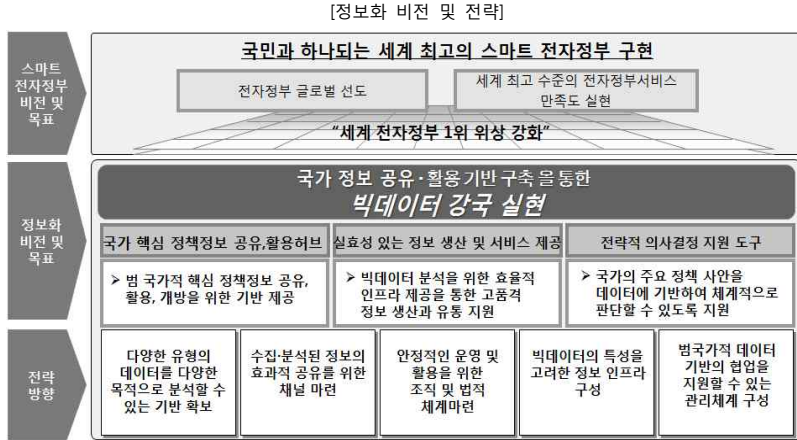 [정보화 비전 및 전략]
스마트
전자정부
비전 및
목표
국민과 하나되는 세계 최고의 스마트 전자정부 구현
전자정부 글로벌 선도
세계 최고 수준의 전자정부서비스
만족도 실현
“세계 전자정부 1위 위상 강화”
정보화
비전 및
목표
국가 정보 공유·활용기반 구축을 통한
빅데이터 강국 실현
국가 핵심 정책정보 공유,활용허브
실효성 있는 정보 생산 및 서비스 제공
전략적 의사결정 지원 도구
➢ 범 국가적 핵심 정책정보 공유,
활용, 개방을 위한 기반 제공
➢ 빅데이터 분석을 위한 효율적
인프라 제공을 통한 고품격
정보 생산과 유통 지원
➢ 국가의 주요 정책 사안을
데이터에 기반하여 체계적으로
판단할 수 있도록 지원
전략
방향
다양한 유형의
데이터를 다양한
목적으로 분석할 수
있는 기반 확보
수집·분석된 정보의
효과적 공유를 위한
채널 마련
안정적인 운영 및
활용을 위한
조직 및 법적
체계마련
빅데이터의 특성을
고려한 정보 인프라
구성
범국가적 데이터
기반의 협업을
지원할 수 있는
관리체계 구성